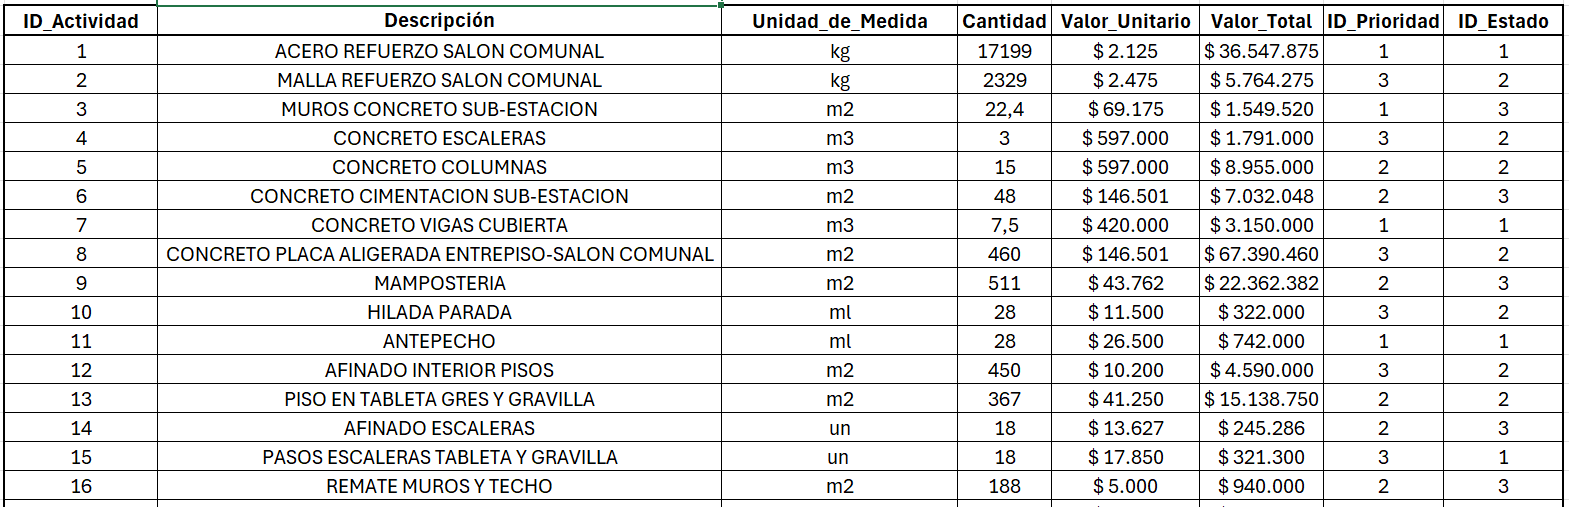 ID_Actividad Descripción Unidad_de_Medida Cantidad Valor_Unitario Valor_Total ID_Prioridad ID_Estado
1 ACERO REFUERZO SALON COMUNAL kg 17199 $ 2.125 $ 36.547.875 1 1
2 MALLA REFUERZO SALON COMUNAL kg 2329 $ 2.475 $ 5.764.275 3 2
3 MUROS CONCRETO SUB-ESTACION m2 22,4 $ 69.175 $ 1.549.520 1 3
4 CONCRETO ESCALERAS m3 3 $ 597.000 $ 1.791.000 3 2
5 CONCRETO COLUMNAS m3 15 $ 597.000 $ 8.955.000 2 2
6 CONCRETO CIMENTACION SUB-ESTACION m2 48 $ 146.501 $ 7.032.048 2 3
7 CONCRETO VIGAS CUBIERTA m3 7,5 $ 420.000 $ 3.150.000 1 1
8 CONCRETO PLACA ALIGERADA ENTREPISO-SALON COMUNAL m2 460 $ 146.501 $ 67.390.460 3 2
9 MAMPOSTERIA m2 511 $ 43.762 $ 22.362.382 2 3
10 HILADA PARADA ml 28 $ 11.500 $ 322.000 3 2
11 ANTEPECHO ml 28 $ 26.500 $ 742.000 1 1
12 AFINADO INTERIOR PISOS m2 450 $ 10.200 $ 4.590.000 3 2
13 PISO EN TABLETA GRES Y GRAVILLA m2 367 $ 41.250 $ 15.138.750 2 2
14 AFINADO ESCALERAS un 18 $ 13.627 $ 245.286 2 3
15 PASOS ESCALERAS TABLETA Y GRAVILLA un 18 $ 17.850 $ 321.300 3 1
16 REMATE MUROS Y TECHO m2 188 $ 5.000 $ 940.000 2 3